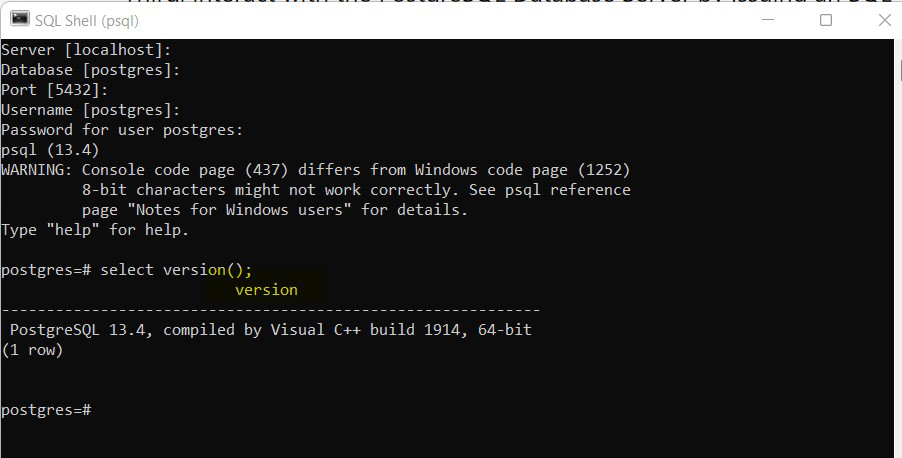 SQL Shell (psql)
Server [localhost]:
Database [postgres]:
Port [5432]:
Username [postgres]:
Password for user postgres:
psql (13.4)
WARNING: Console code page (437) differs from Windows code page (1252)
         8-bit characters might not work correctly. See psql reference
         page "Notes for Windows users" for details.
Type "help" for help.

postgres=# select version();
                          version
------------------------------------------------------------
 PostgreSQL 13.4, compiled by Visual C++ build 1914, 64-bit
(1 row)

postgres=#